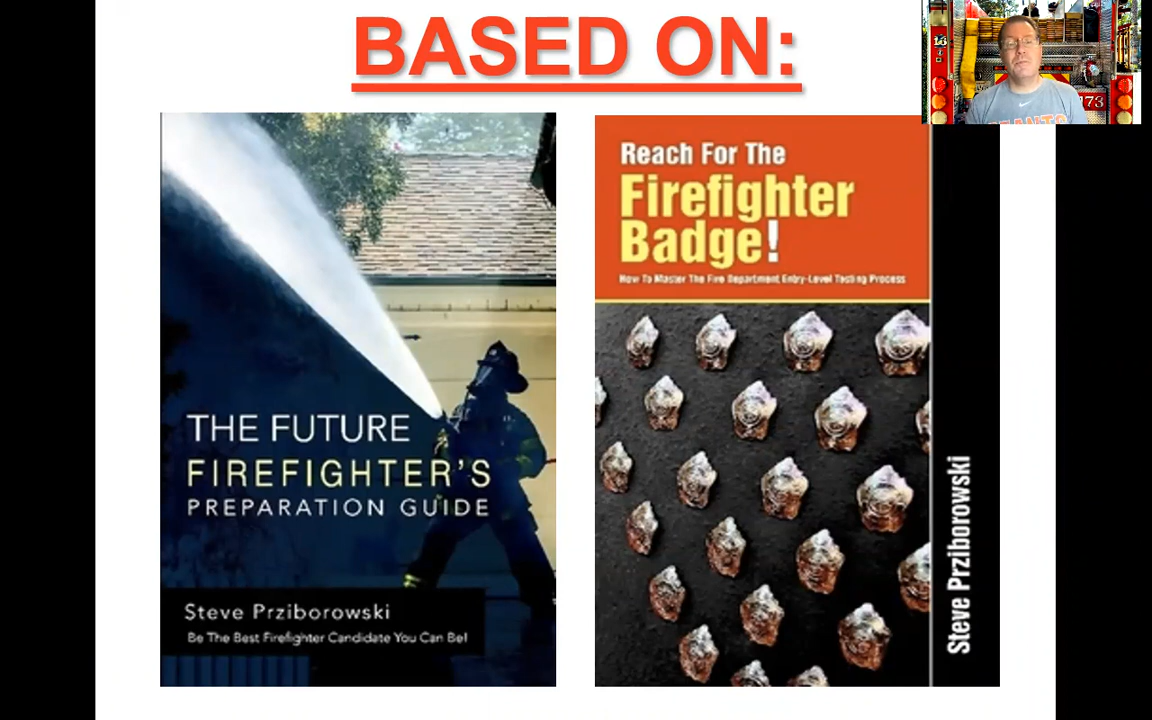 BASED ON:
THE FUTURE
FIREFIGHTER'S
PREPARATION GUIDE
Steve Prziborowski
Be The Best Firefighter Candidate You Can Be!
Reach For The
Firefighter
Badge!
How To Master The Fire Department Entry-Level Testing Process
Steve Prziborowski
73